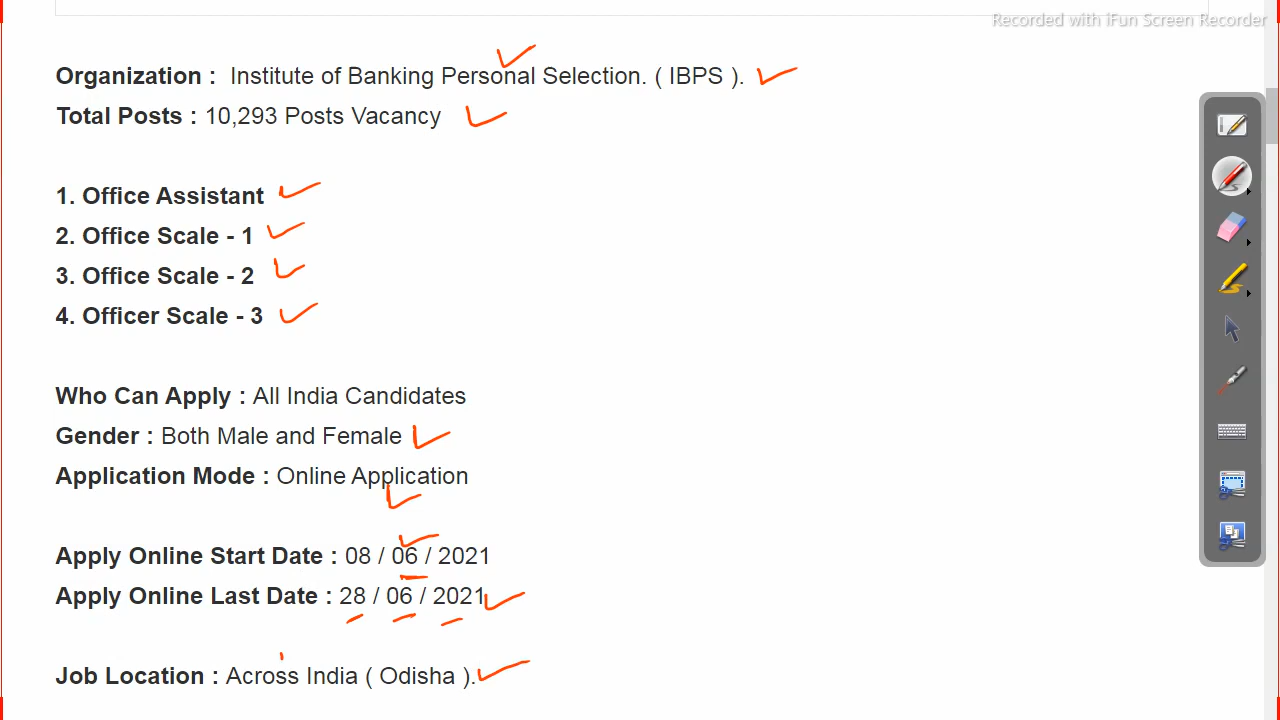 Recorded with iFun Screen Recorder
Organization : Institute of Banking Personal Selection. ( IBPS ).
Total Posts : 10,293 Posts Vacancy
1. Office Assistant
2. Office Scale - 1
3. Office Scale - 2
4. Officer Scale - 3
Who Can Apply : All India Candidates
Gender : Both Male and Female
Application Mode : Online Application
Apply Online Start Date : 08 / 06 / 2021
Apply Online Last Date : 28 / 06 / 2021
Job Location : Across India ( Odisha ).